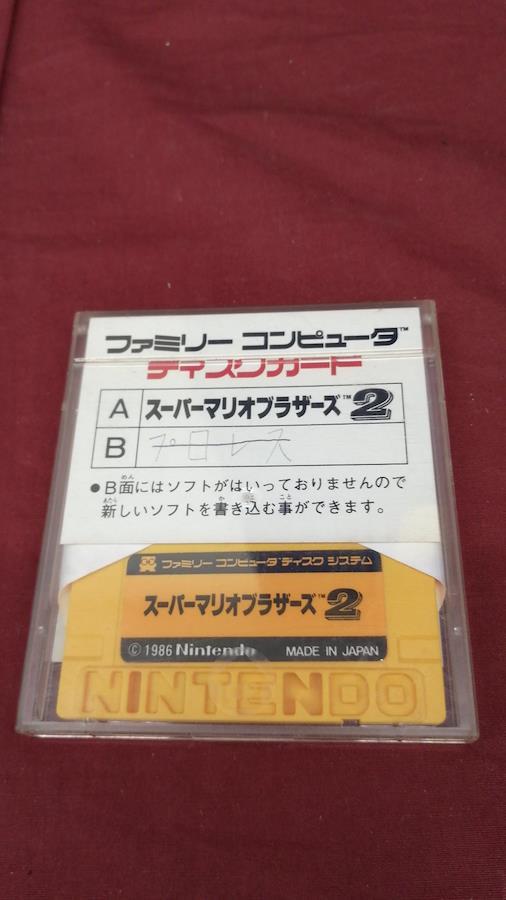 ファミリー コンピュータ™
ディスクカード
A スーパーマリオブラザーズ™2
B プロレス
●B面にはソフトがはいっておりませんので
新しいソフトを書き込む事ができます。
ファミリー コンピュータ ディスク システム
スーパーマリオブラザーズ™2
©1986 Nintendo MADE IN JAPAN
NINTENDO